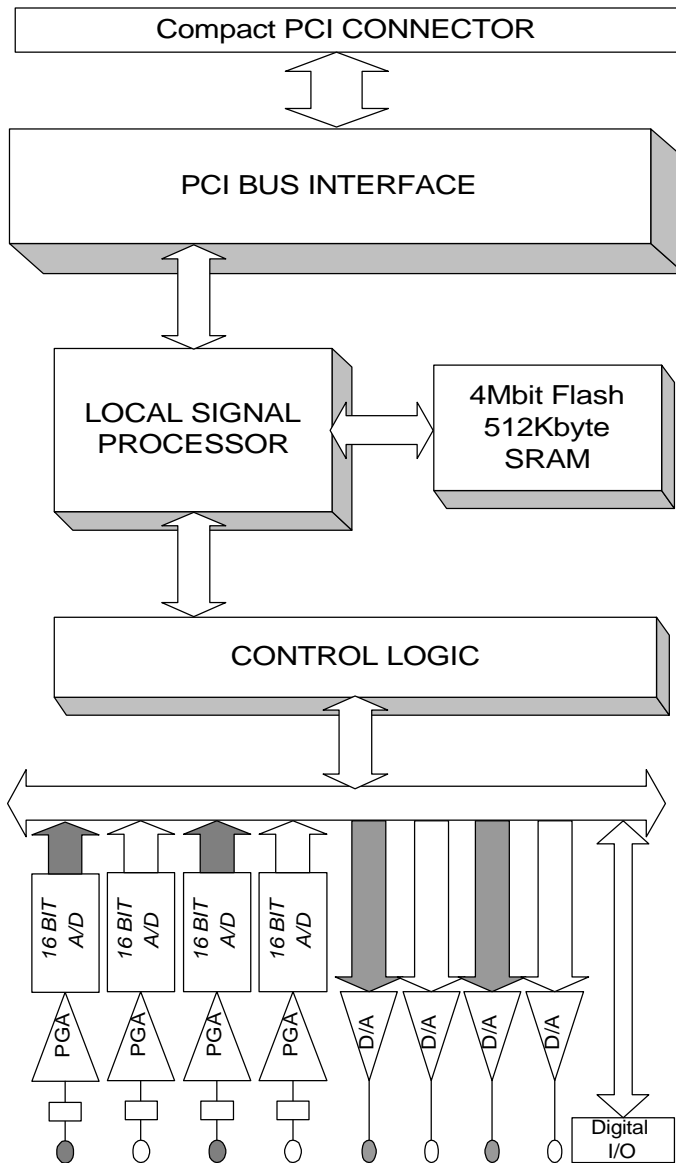 Compact PCI CONNECTOR
PCI BUS INTERFACE
LOCAL SIGNAL
PROCESSOR
4Mbit Flash
512Kbyte
SRAM
CONTROL LOGIC
16 BIT
A/D
16 BIT
A/D
16 BIT
A/D
16 BIT
A/D
PGA
PGA
PGA
PGA
D/A
D/A
D/A
D/A
Digital
I/O